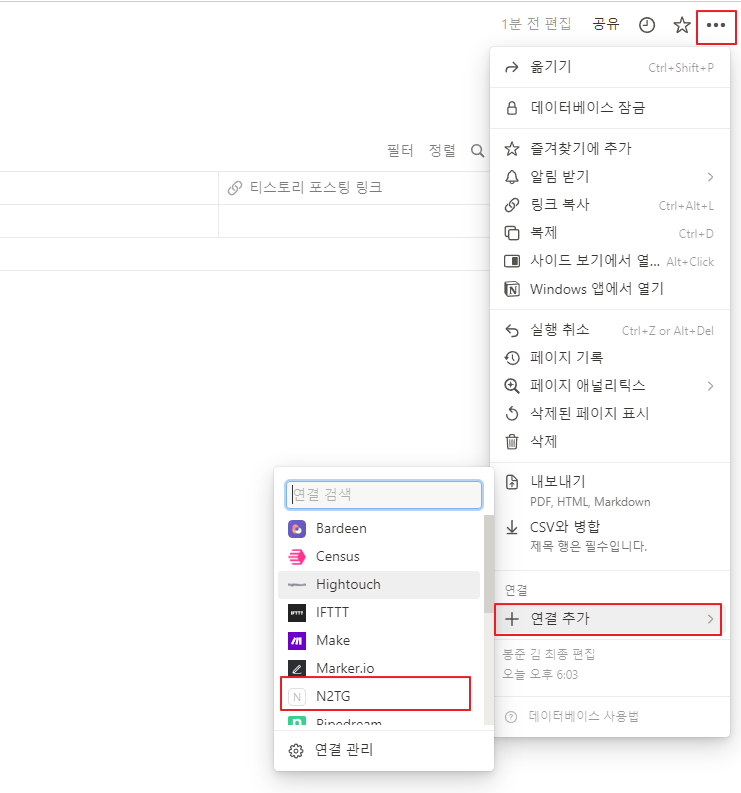 1분 전 편집 공유
옮기기 Ctrl+Shift+P
데이터베이스 잠금
필터 정렬
즐겨찾기에 추가
알림 받기
티스토리 포스팅 링크
링크 복사 Ctrl+Alt+L
복제 Ctrl+D
사이드 보기에서 열... Alt+Click
Windows 앱에서 열기
실행 취소 Ctrl+Z or Alt+Del
페이지 기록
페이지 애널리틱스
삭제된 페이지 표시
삭제
내보내기
PDF, HTML, Markdown
CSV와 병합
제목 행은 필수입니다.
연결
연결 추가
봉준 김 최종 편집
오늘 오후 6:03
데이터베이스 사용법
연결 검색
Bardeen
Census
Hightouch
Hightouch
IFTTT
IFTTT
Make
Marker.io
N N2TG
Pipedream
연결 관리